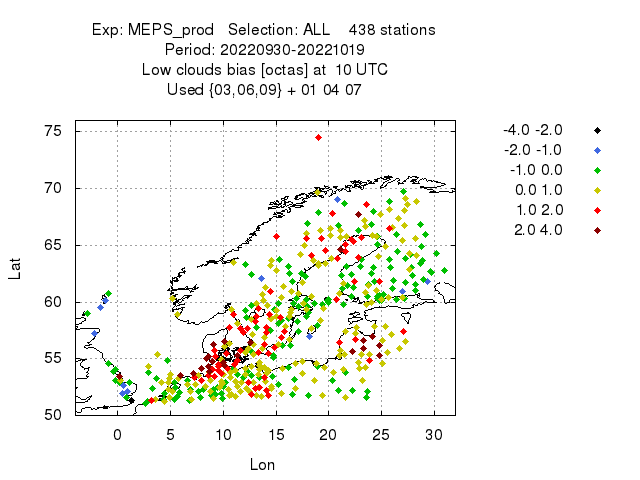 Exp: MEPS_prod Selection: ALL 438 stations
Period: 20220930-20221019
Low clouds bias [octas] at 10 UTC
Used {03,06,09} + 01 04 07
75
70
65
60
55
50
Lat
0 5 10 15 20 25 30
Lon
-4.0 -2.0
-2.0 -1.0
-1.0 0.0
0.0 1.0
1.0 2.0
2.0 4.0